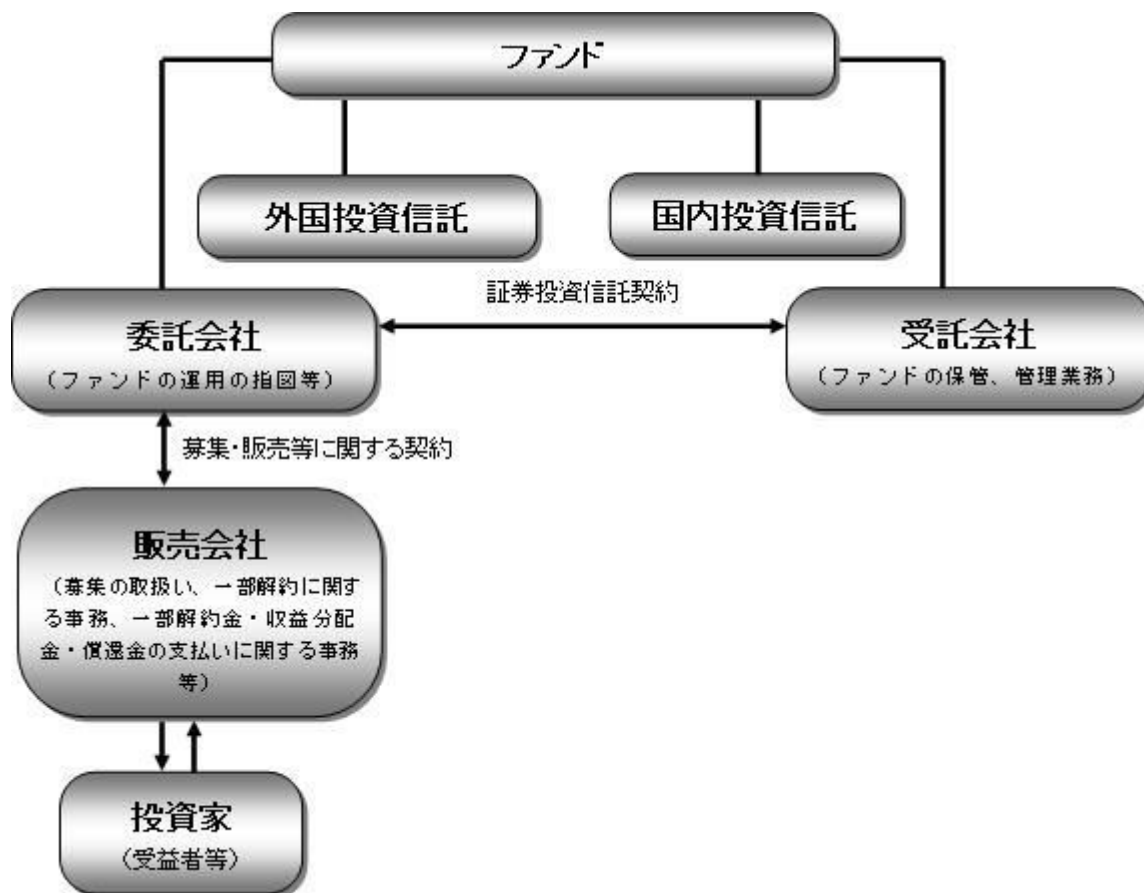 ファンド
外国投資信託
国内投資信託
証券投資信託契約
委託会社
（ファンドの運用の指図等）
受託会社
（ファンドの保管、管理業務）
募集・販売等に関する契約
販売会社
（募集の取扱い、一部解約に関す
る事務、一部解約金・収益分配
金・償還金の支払いに関する事務
等）
投資家
（受益者等）